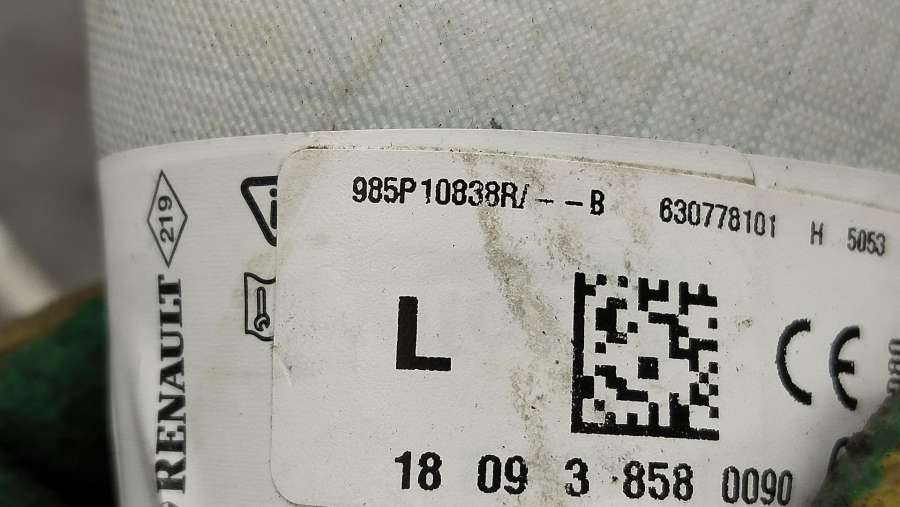 985P10838R/--B 630778101 H 5053
219
RENAULT
L
CE
18 09 3 858 0090